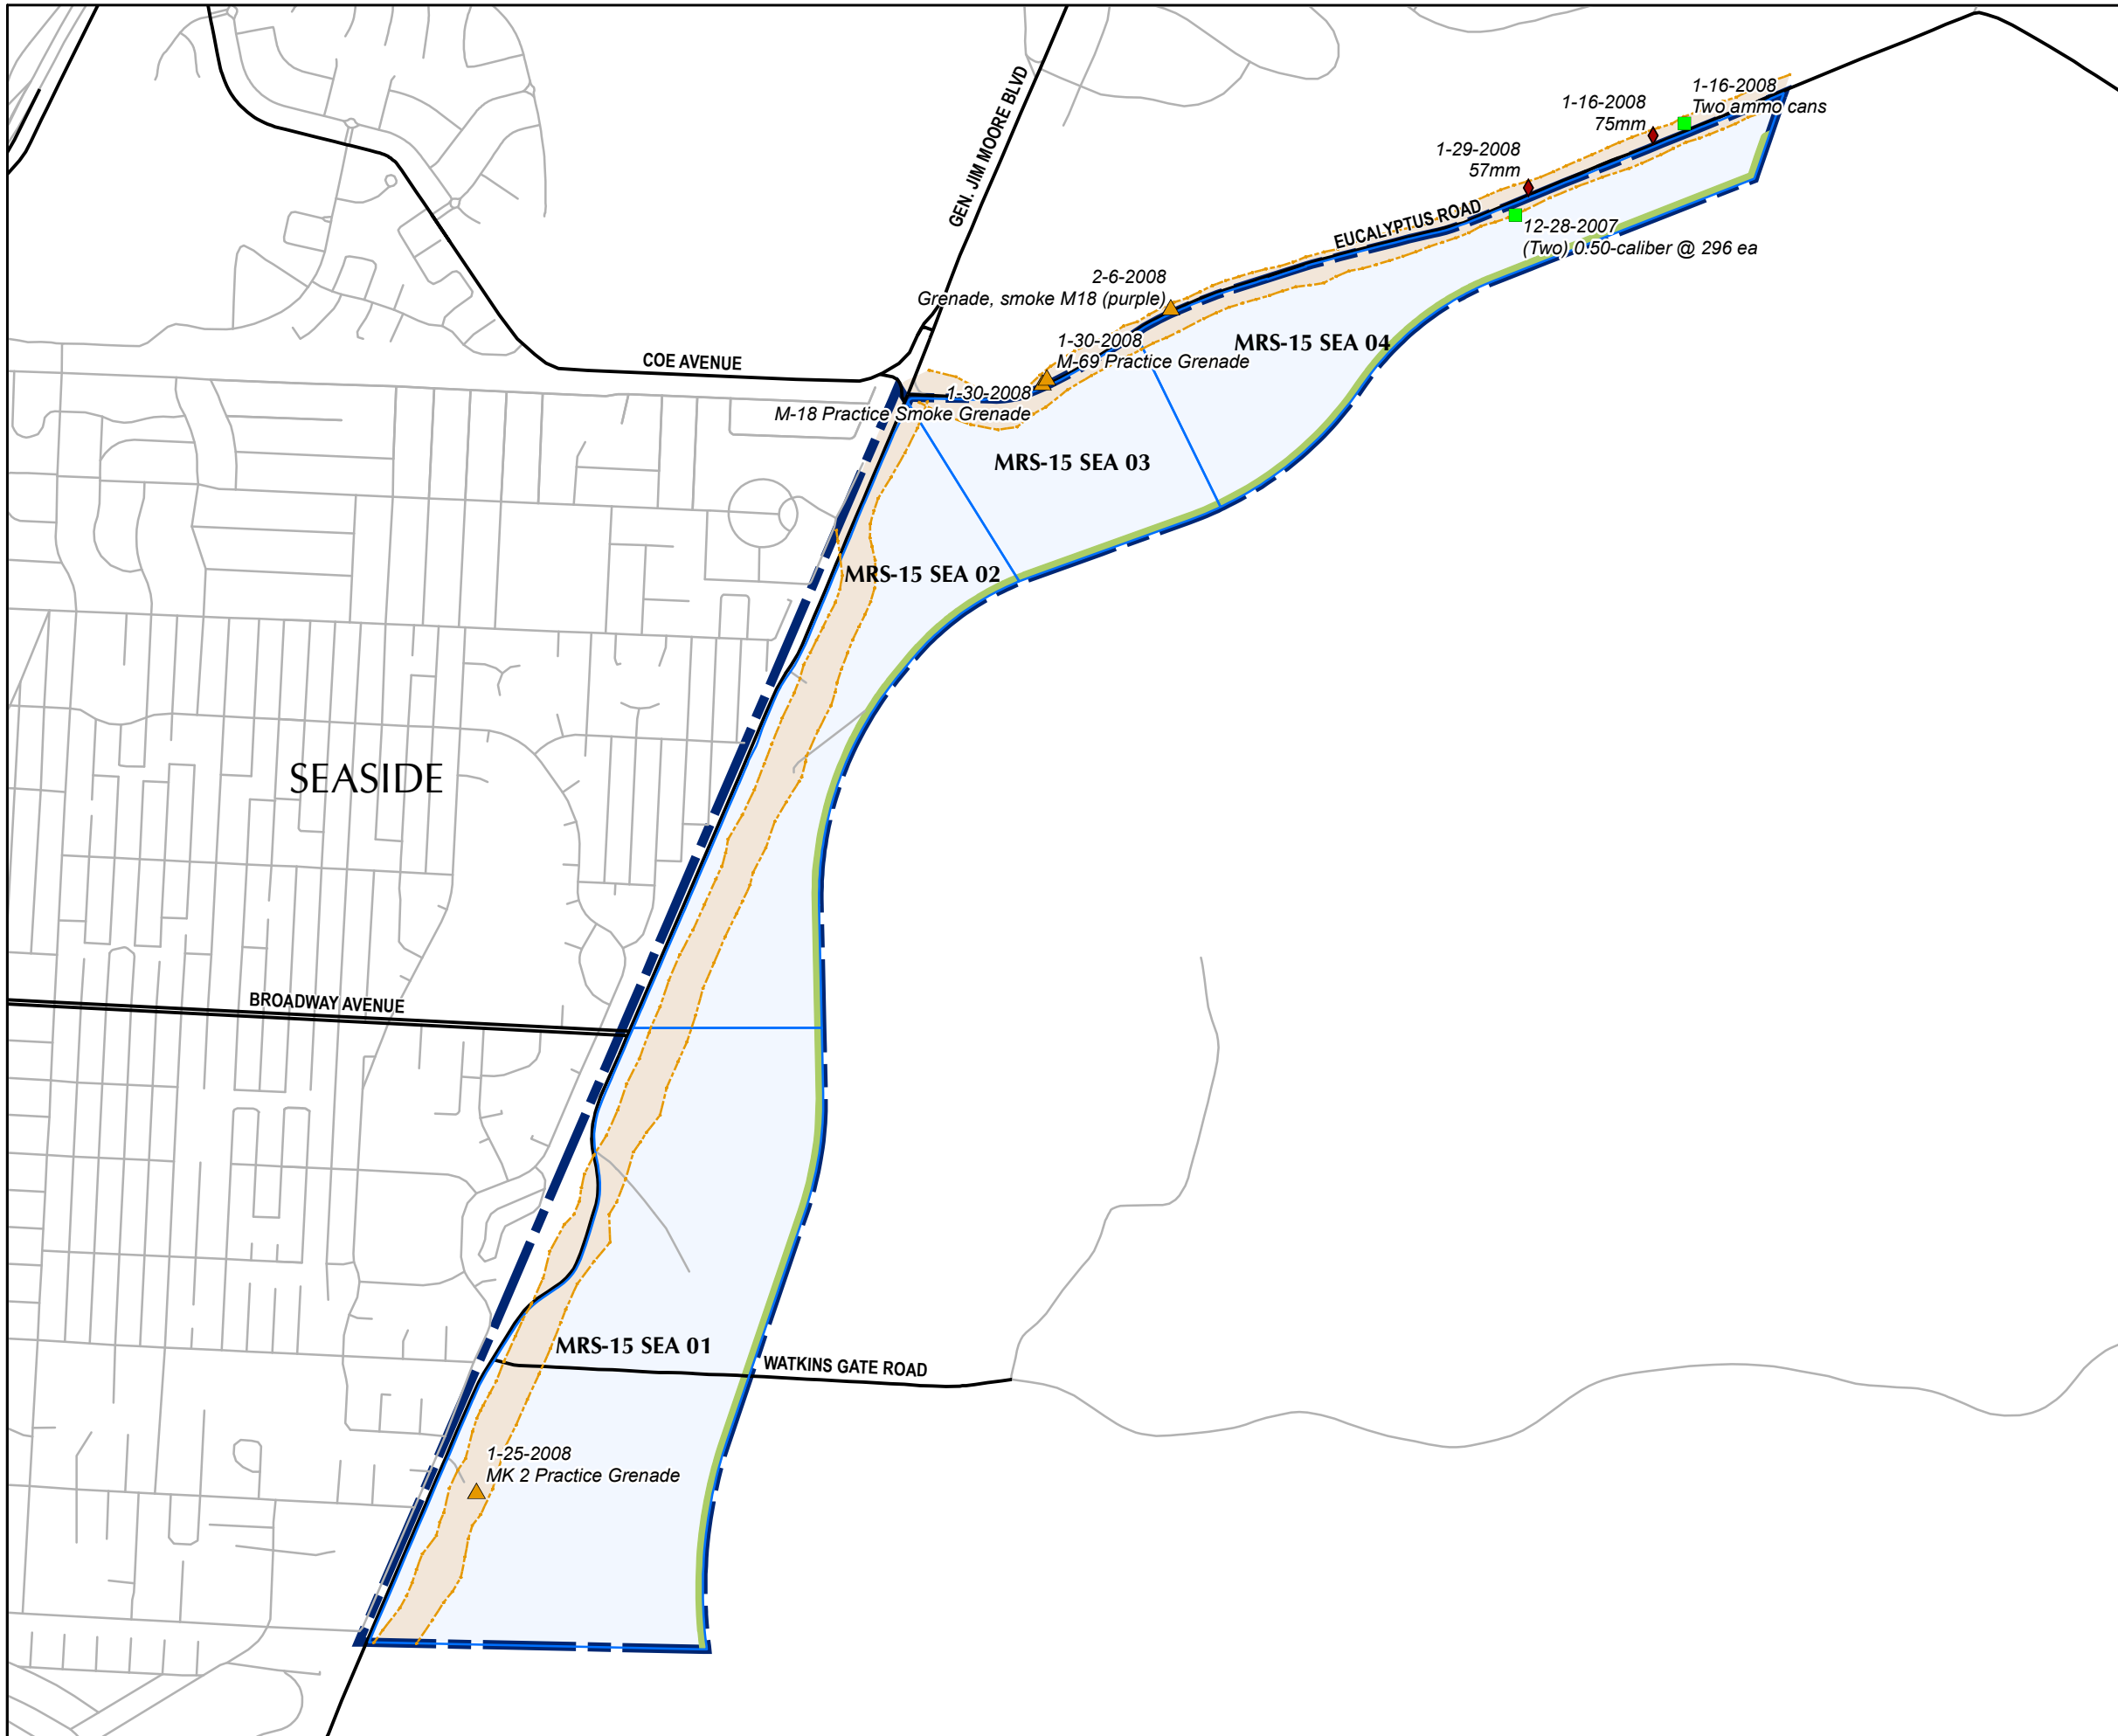 1-16-2008
Two ammo cans
1-16-2008
75mm
1-29-2008
57mm
GEN. JIM MOORE BLVD
EUCALYPTUS ROAD
12-28-2007
(Two) 0.50-caliber @ 296 ea
2-6-2008
Grenade, smoke M18 (purple)
1-30-2008
M-69 Practice Grenade
MRS-15 SEA 04
COE AVENUE
1-30-2008
M-18 Practice Smoke Grenade
MRS-15 SEA 03
MRS-15 SEA 02
SEASIDE
BROADWAY AVENUE
MRS-15 SEA 01
WATKINS GATE ROAD
1-25-2008
MK 2 Practice Grenade